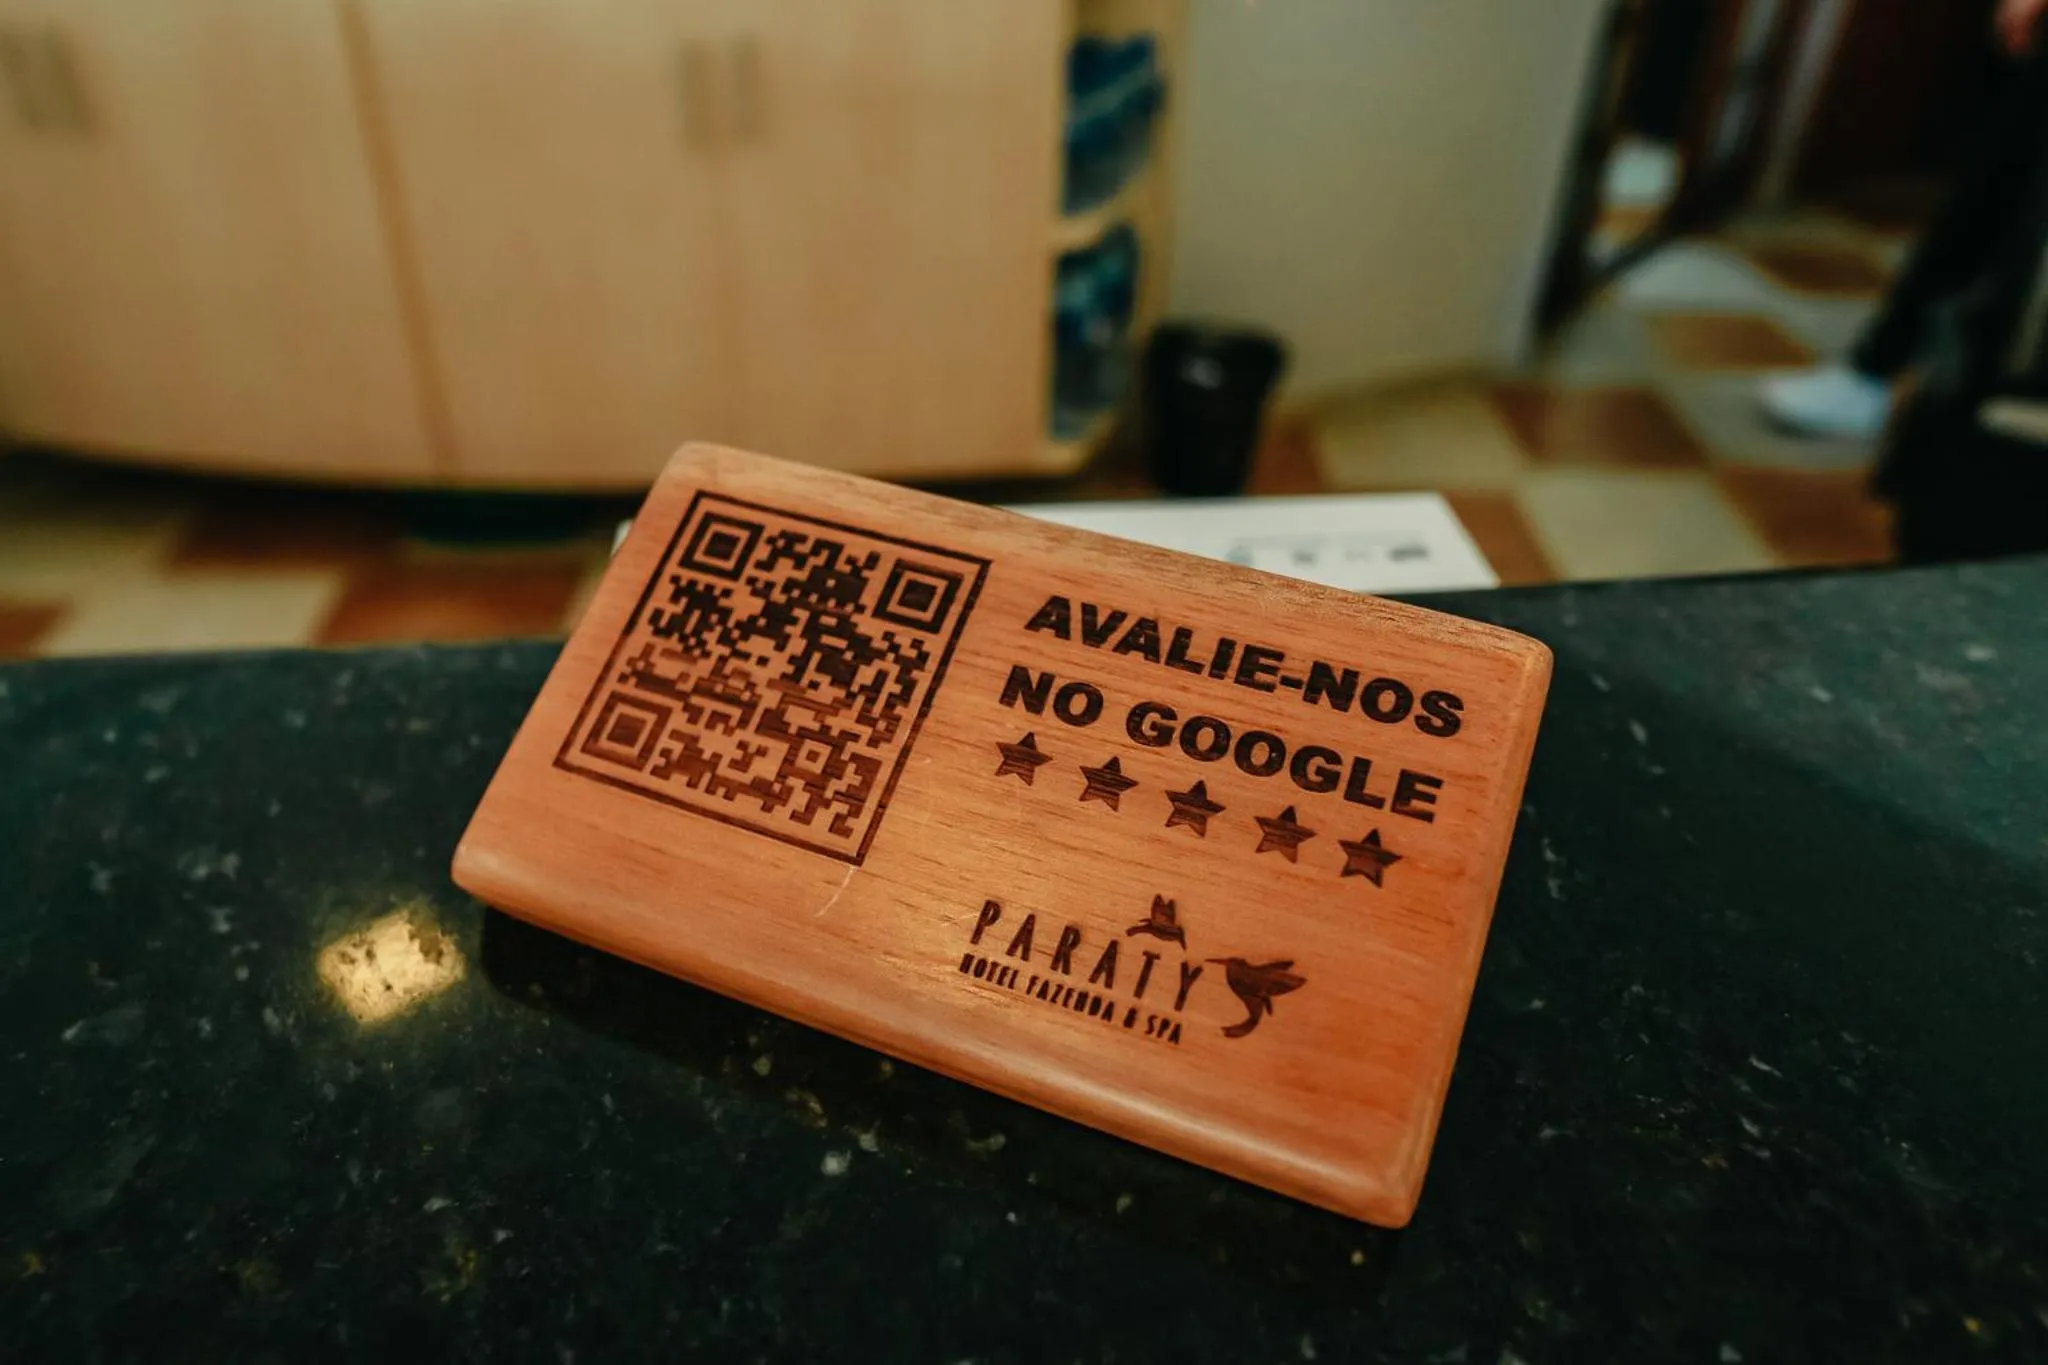 AVALIE-NOS
NO GOOGLE
PARATY
HOTEL FAZENDA & SPA